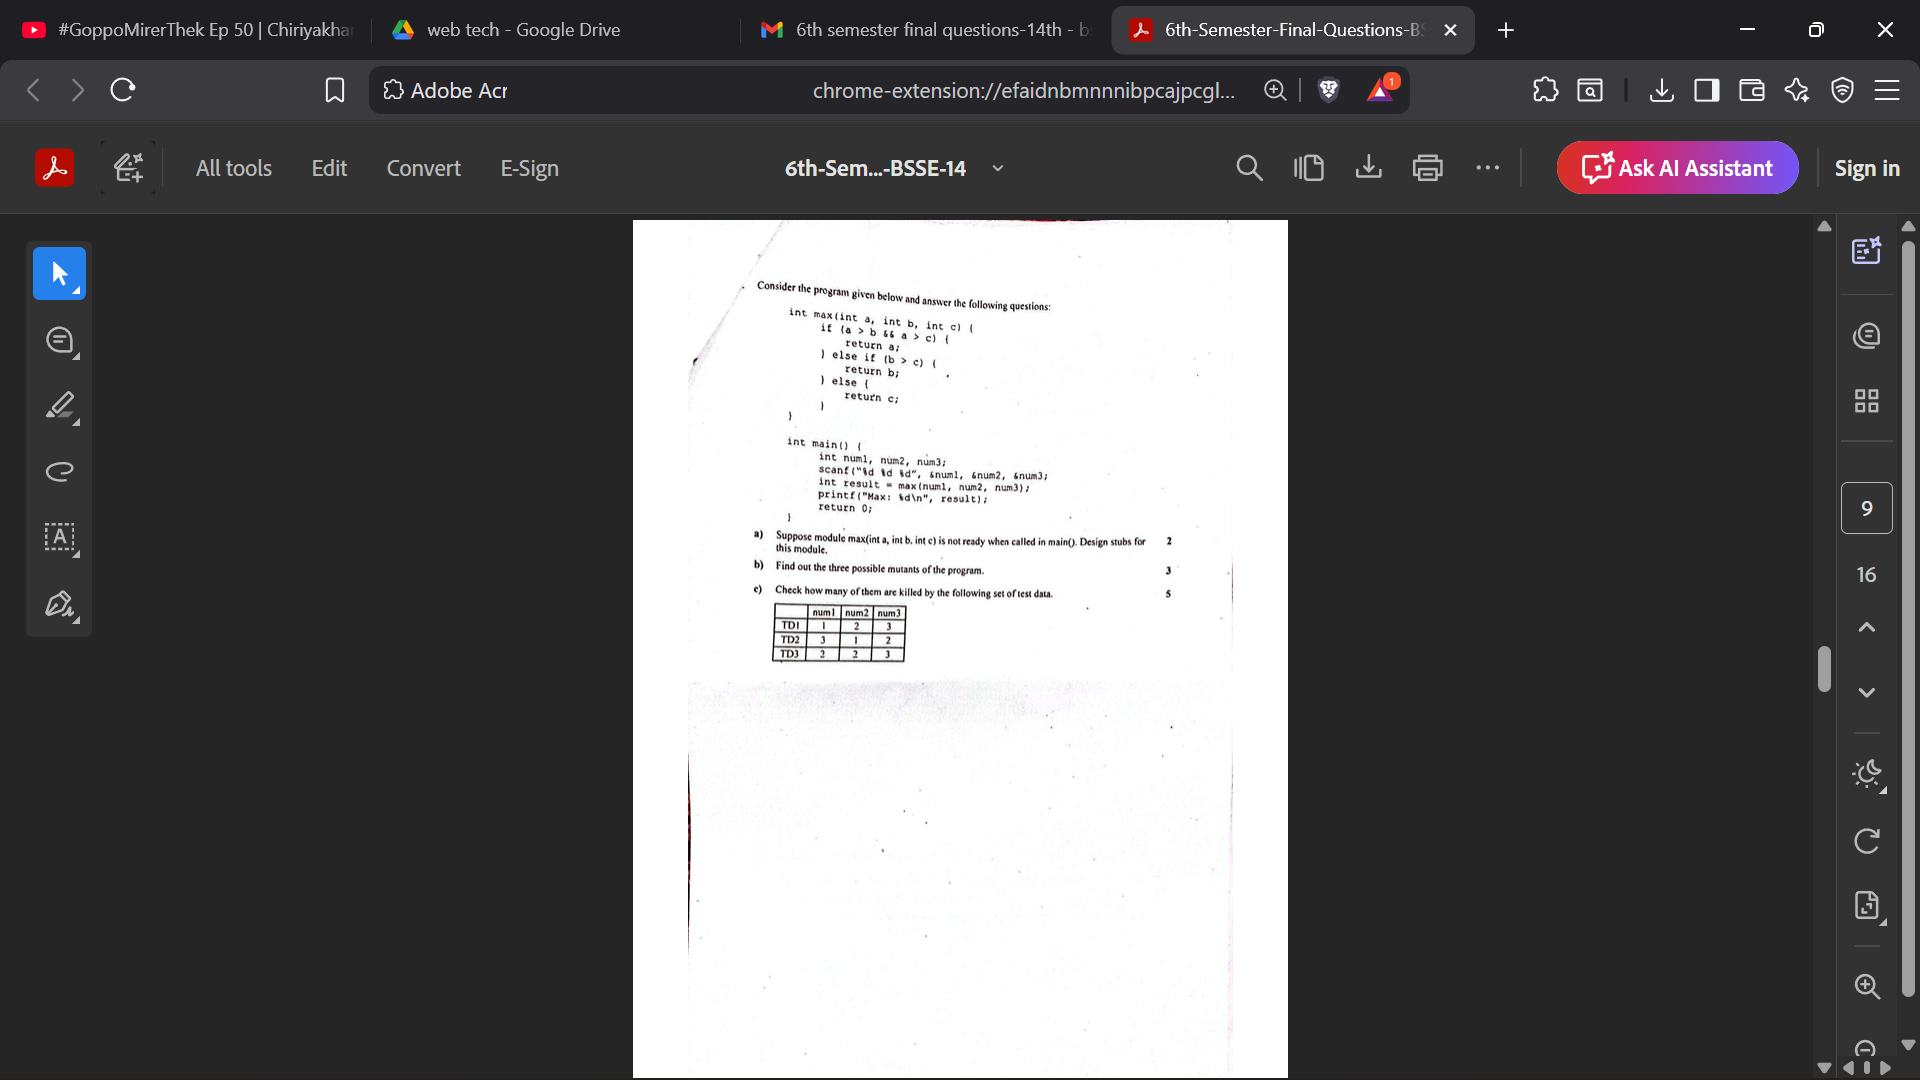 #GoppoMirerThek Ep 50 | Chiriyakhan
web tech - Google Drive
6th semester final questions-14th - b
6th-Semester-Final-Questions-BS
Adobe Acr
chrome-extension://efaidnbmnnnibpcajpcgl...
1
All tools
Edit
Convert
E-Sign
6th-Sem...-BSSE-14
Ask AI Assistant
Sign in
Consider the program given below and answer the following questions:
int max(int a, int b, int c) {
if (a > b && a > c) {
return a;
} else if (b > c) {
return b;
} else {
return c;
}
}
int main() {
int num1, num2, num3;
scanf("%d %d %d", &num1, &num2, &num3;
int result = max(num1, num2, num3);
printf("Max: %d\n", result);
return 0;
}
a) Suppose module max(int a, int b, int c) is not ready when called in main(). Design stubs for 2
this module.
b) Find out the three possible mutants of the program. 3
c) Check how many of them are killed by the following set of test data. 5
num1 num2 num3
TD1 1 2 3
TD2 3 1 2
TD3 2 2 3
9
16